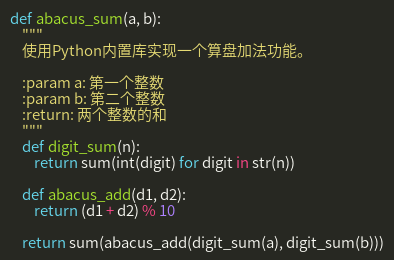 def abacus_sum(a, b):
"""
使用Python内置库实现一个算盘加法功能。
:param a: 第一个整数
:param b: 第二个整数
:return: 两个整数的和
"""
def digit_sum(n):
return sum(int(digit) for digit in str(n))
def abacus_add(d1, d2):
return (d1 + d2) % 10
return sum(abacus_add(digit_sum(a), digit_sum(b)))